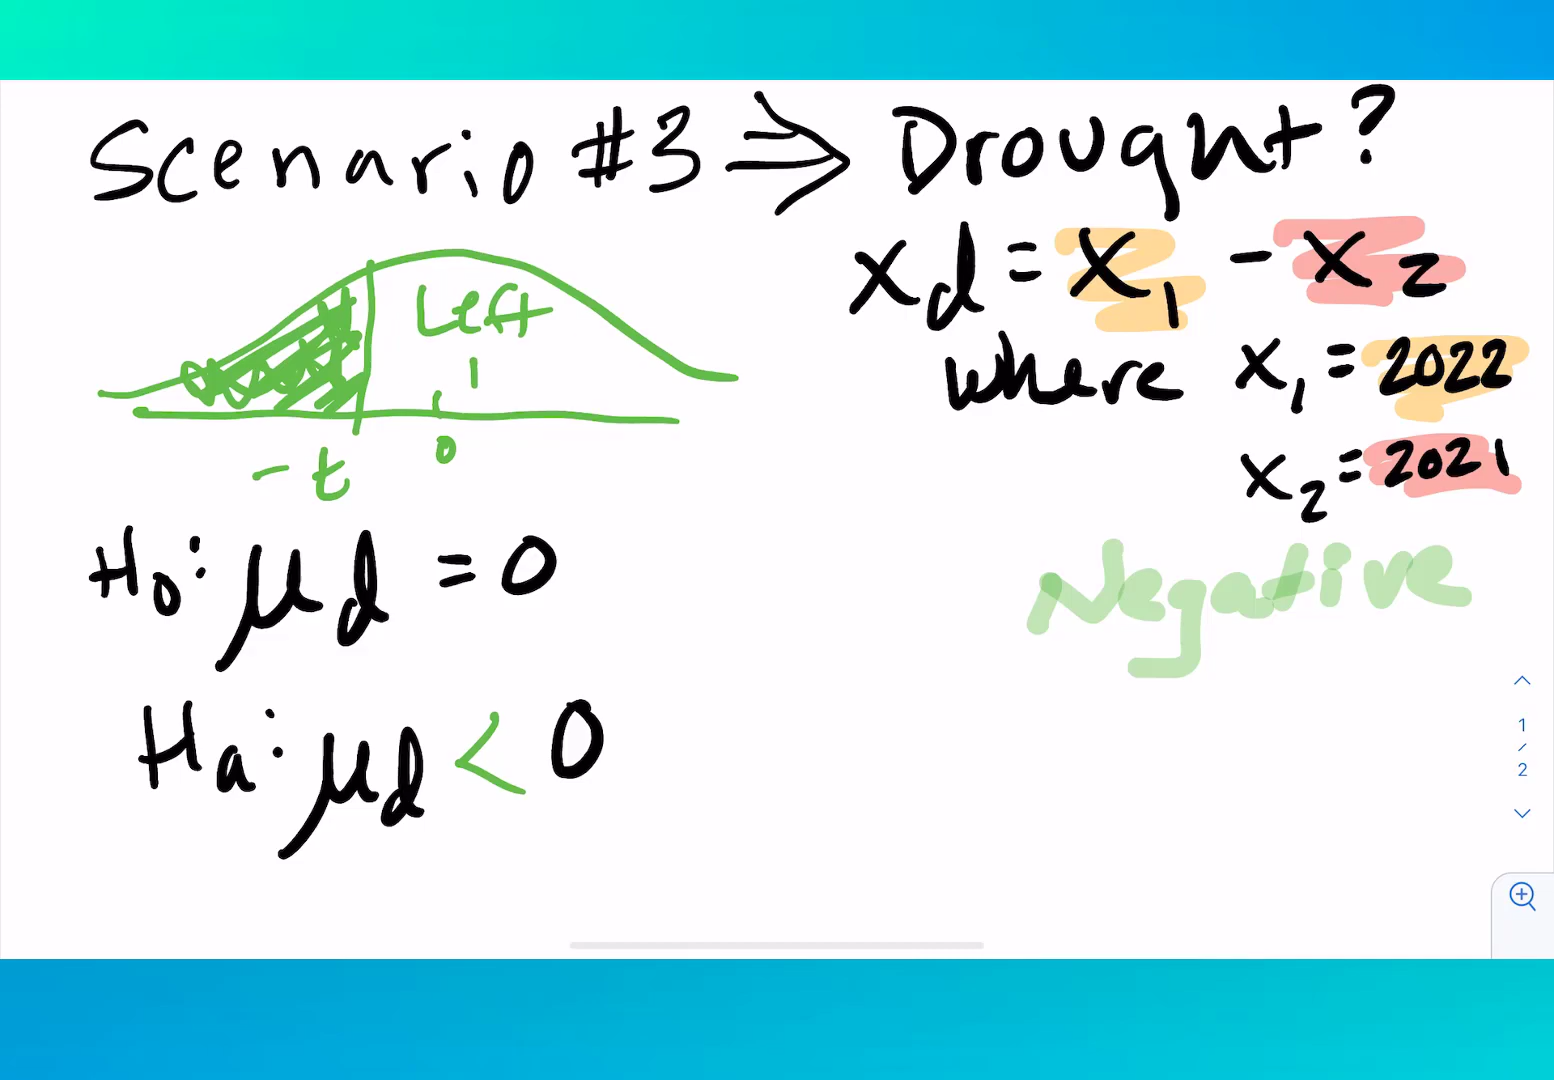 Scenario #3 ⇒ Drought?
xd = x₁ - x₂
where x₁ = 2022
x₂ = 2021
Negative
Left
-t 0
H₀: μd = 0
Ha: μd < 0
1
/
2